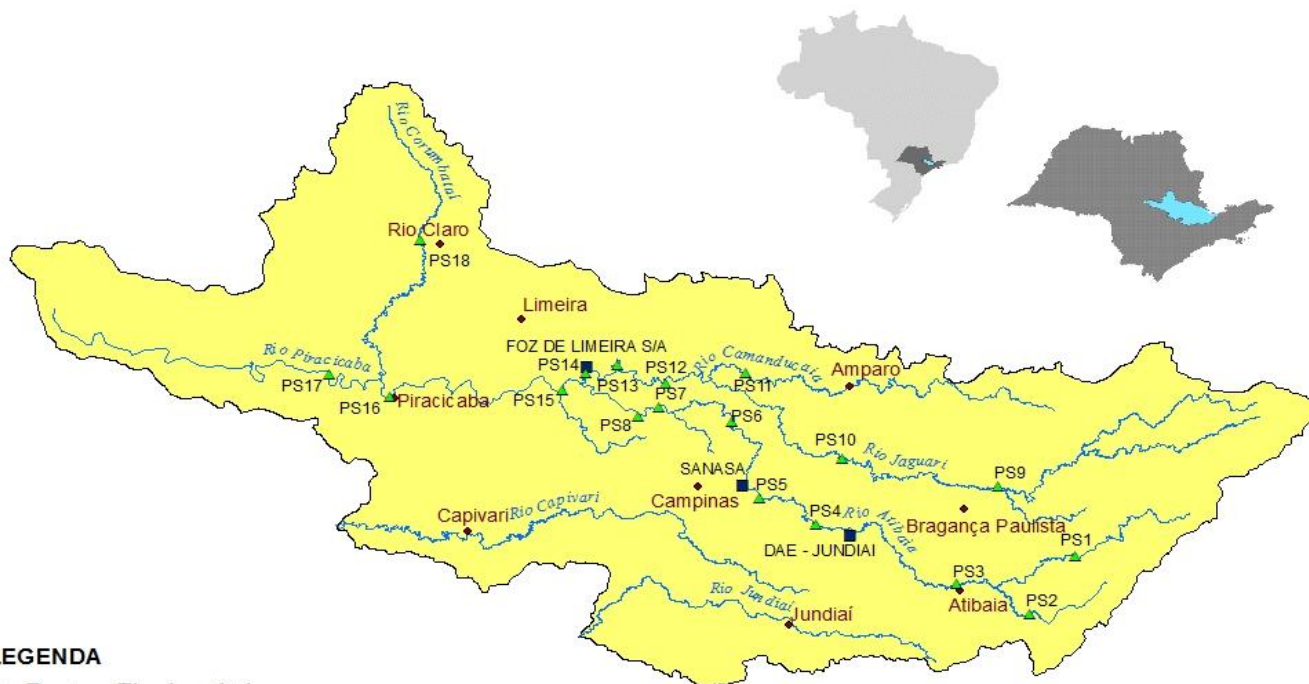 Rio Corumbataí
Rio Claro
PS18
Limeira
FOZ DE LIMEIRA S/A
Rio Piracicaba
PS17
PS16
Piracicaba
PS14
PS13
PS15
PS12
PS7
PS8
Rio Camanducaia
PS11
Amparo
PS6
PS10
Rio Jaguari
PS9
SANASA
Campinas
PS5
PS4
Rio Atibaia
DAE - JUNDIAI
Bragança Paulista
PS1
PS3
Atibaia
PS2
Capivari
Rio Capivari
Rio Jundiaí
Jundiaí
LEGENDA